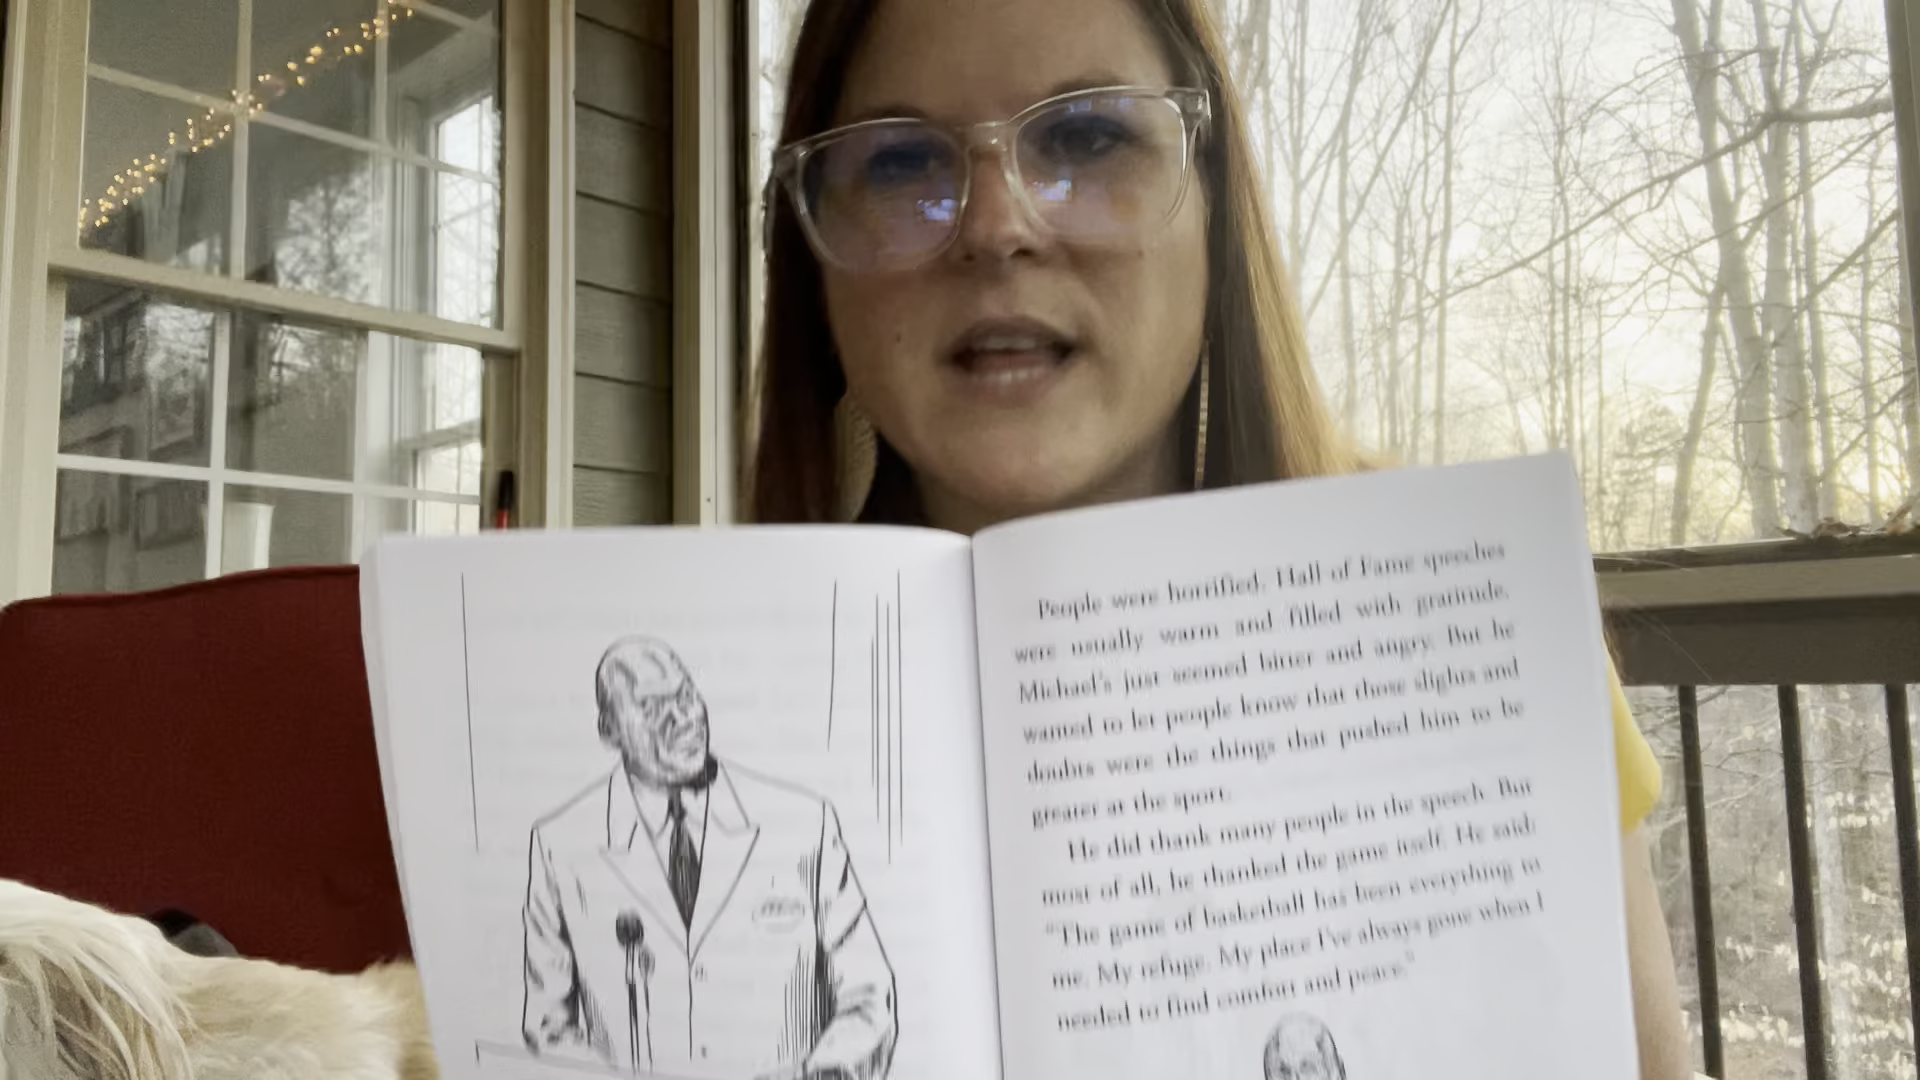 People were horrified. Hall of Fame speeches
were usually warm and filled with gratitude.
Michael's just seemed bitter and angry. But he
wanted to let people know that those slights and
doubts were the things that pushed him to be
greater at the sport.
He did thank many people in the speech. But
most of all, he thanked the game itself. He said:
"The game of basketball has been everything to
me. My refuge. My place I've always gone when I
needed to find comfort and peace."